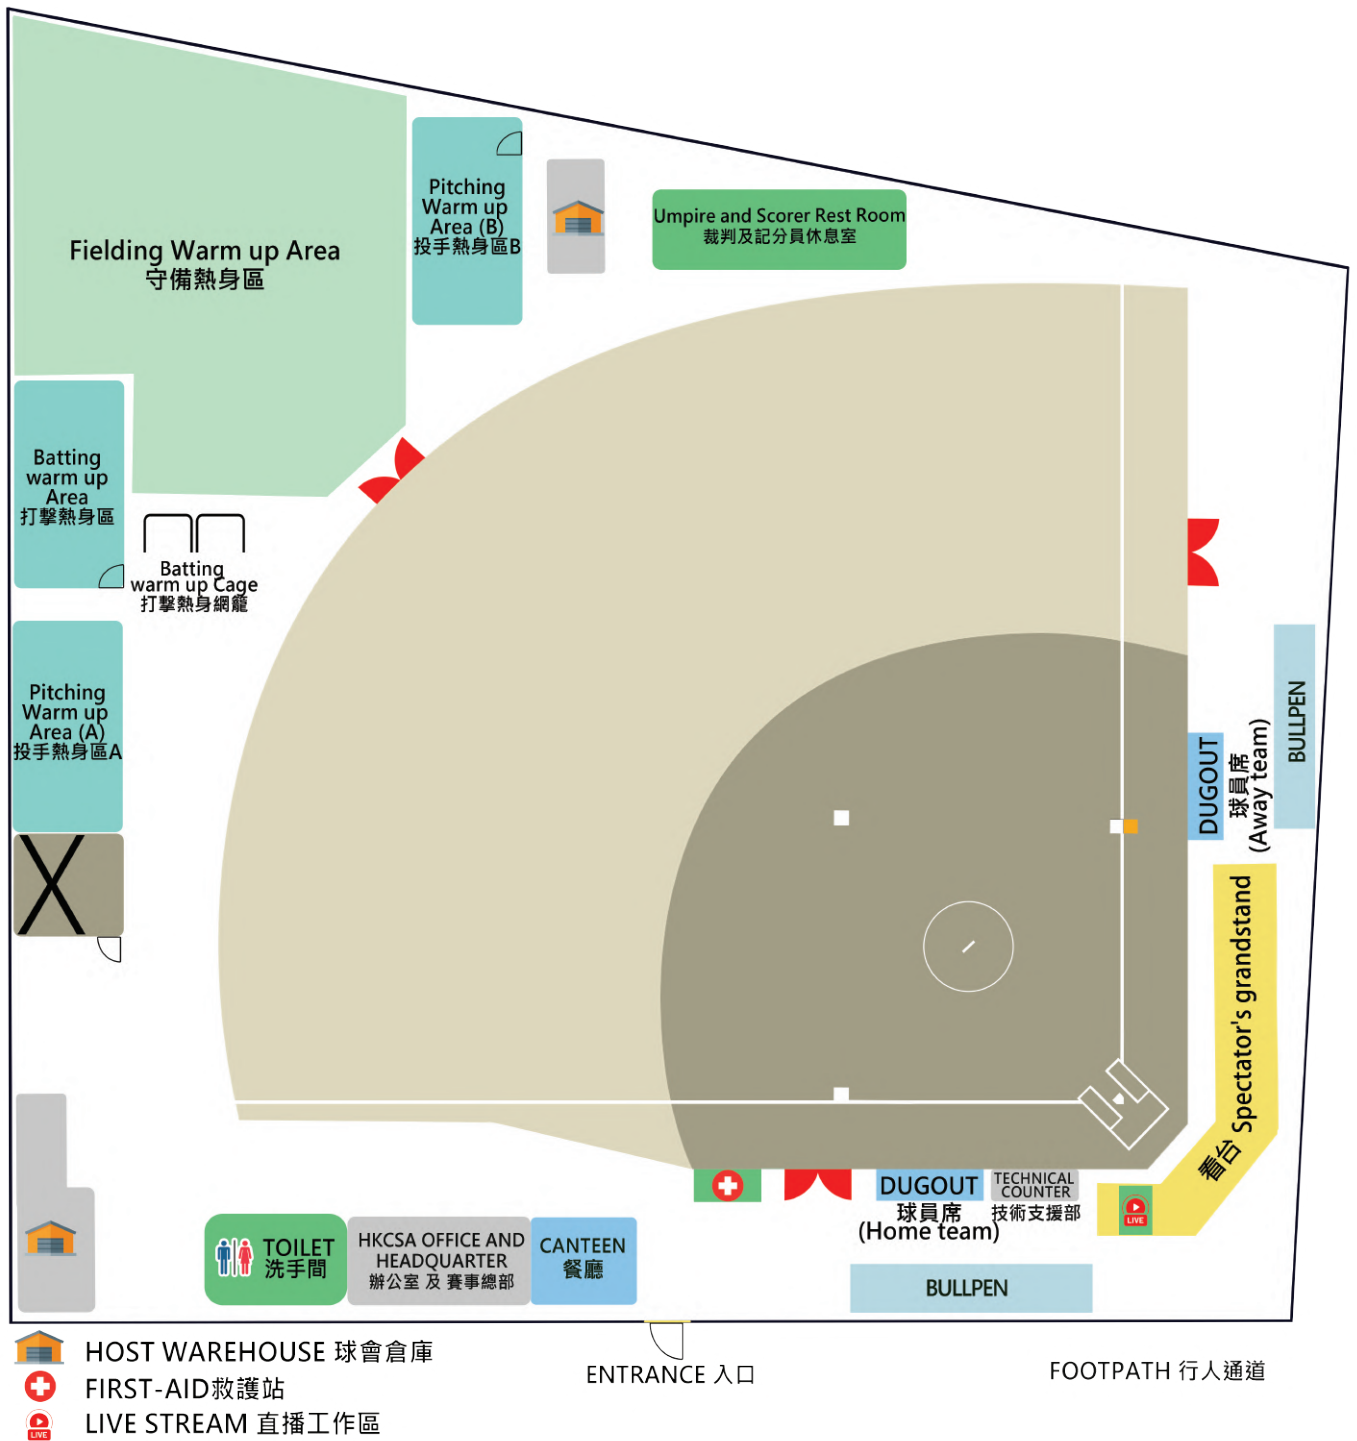 Pitching
Warm up
Area (B)
投手熱身區B
Umpire and Scorer Rest Room
裁判及記分員休息室
Fielding Warm up Area
守備熱身區
Batting
warm up
Area
打擊熱身區
Batting
warm up Cage
打擊熱身網籠
Pitching
Warm up
Area (A)
投手熱身區A
BULLPEN
DUGOUT
球員席
(Away team)
Spectator's grandstand
看台
LIVE
DUGOUT
球員席
(Home team)
TECHNICAL
COUNTER
技術支援部
TOILET
洗手間
HKCSA OFFICE AND
HEADQUARTER
辦公室 及 賽事總部
CANTEEN
餐廳
BULLPEN
ENTRANCE 入口
FOOTPATH 行人通道
HOST WAREHOUSE 球會倉庫
FIRST-AID救護站
LIVE STREAM 直播工作區
LIVE